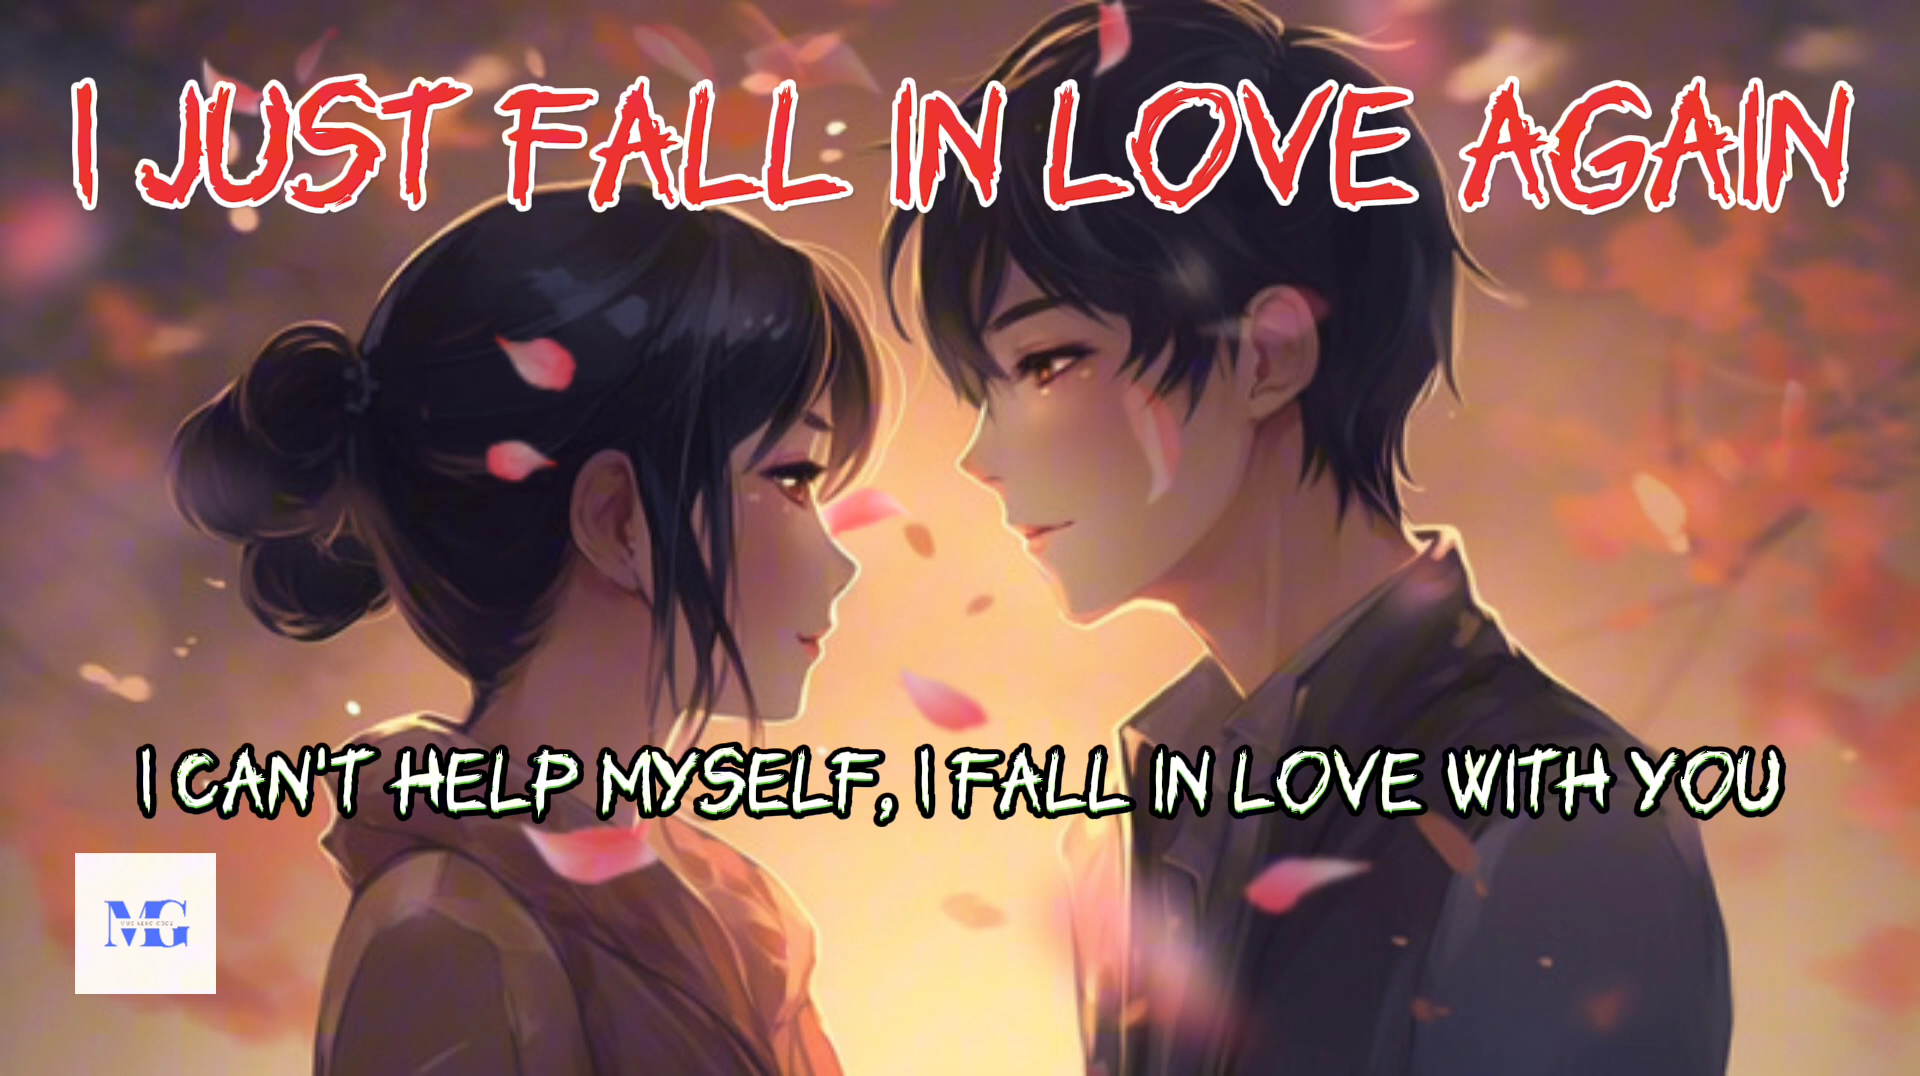 I JUST FALL IN LOVE AGAIN
I CAN'T HELP MYSELF, I FALL IN LOVE WITH YOU
MG